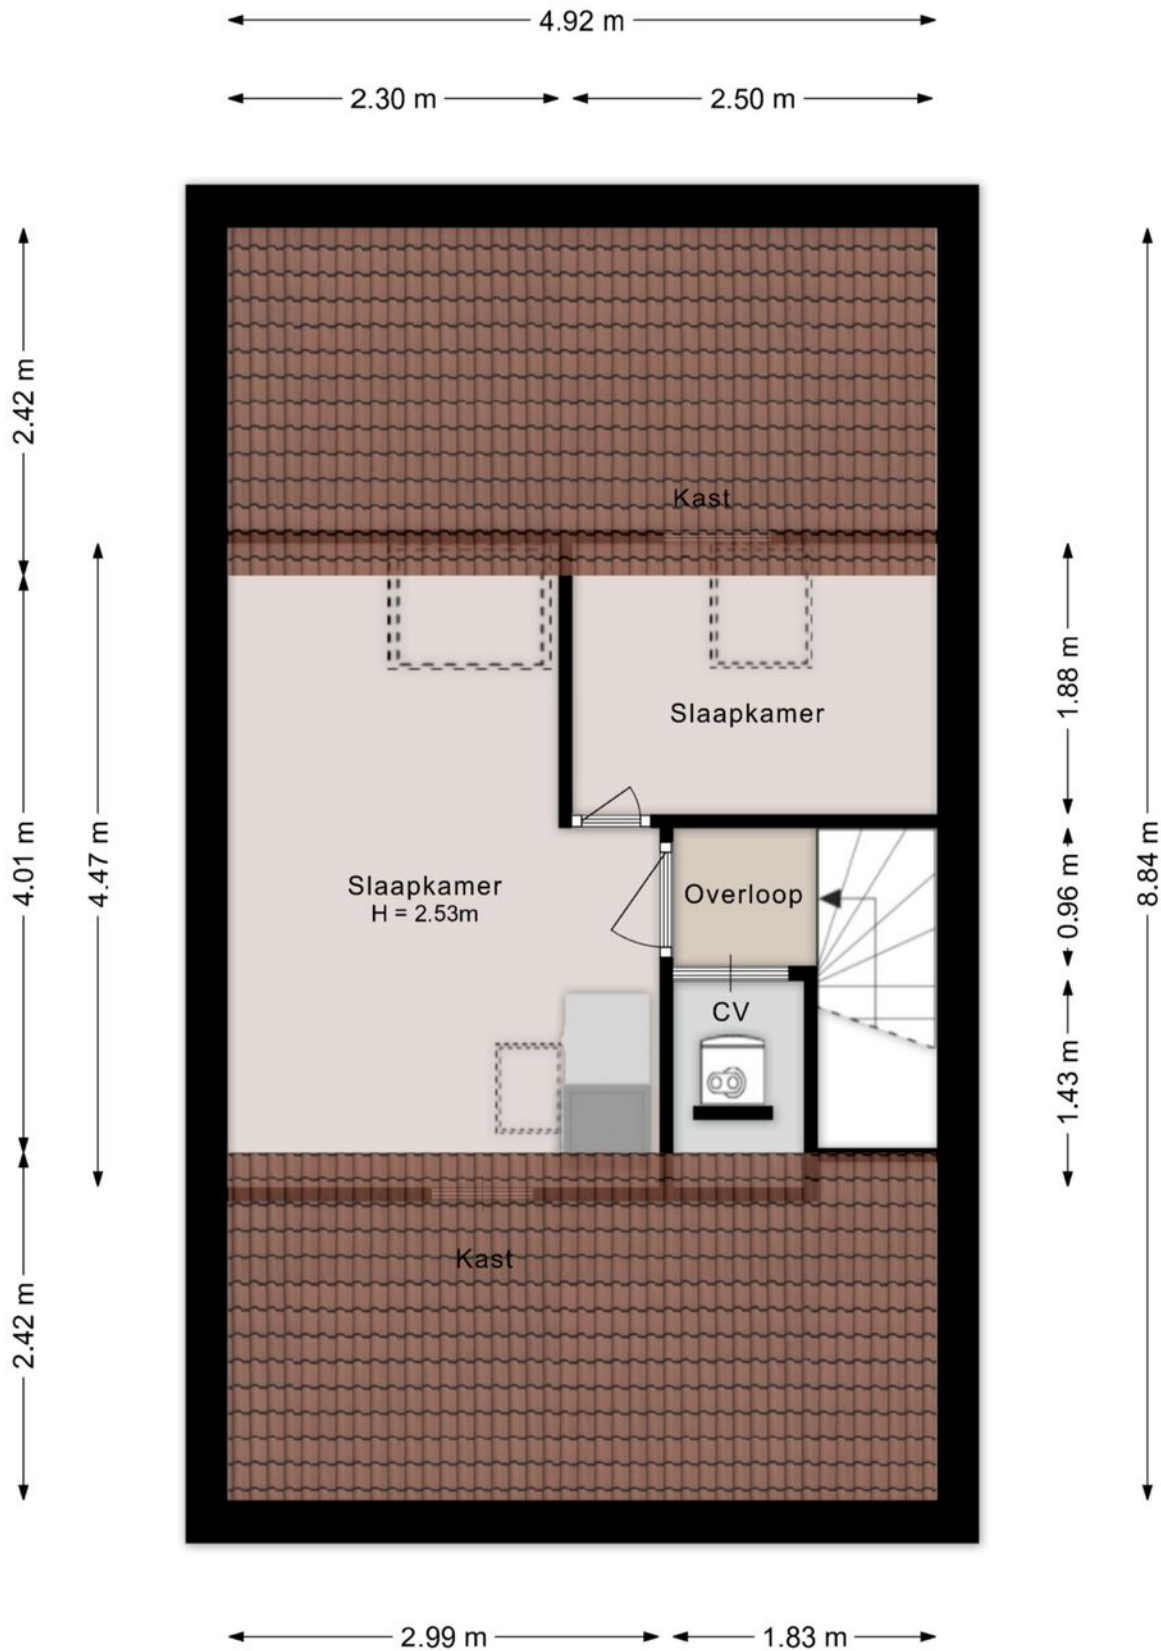 4.92 m
2.30 m
2.50 m
2.42 m
Kast
1.88 m
Slaapkamer
4.01 m
4.47 m
8.84 m
Slaapkamer
H = 2.53m
Overloop
0.96 m
CV
1.43 m
Kast
2.42 m
2.99 m
1.83 m